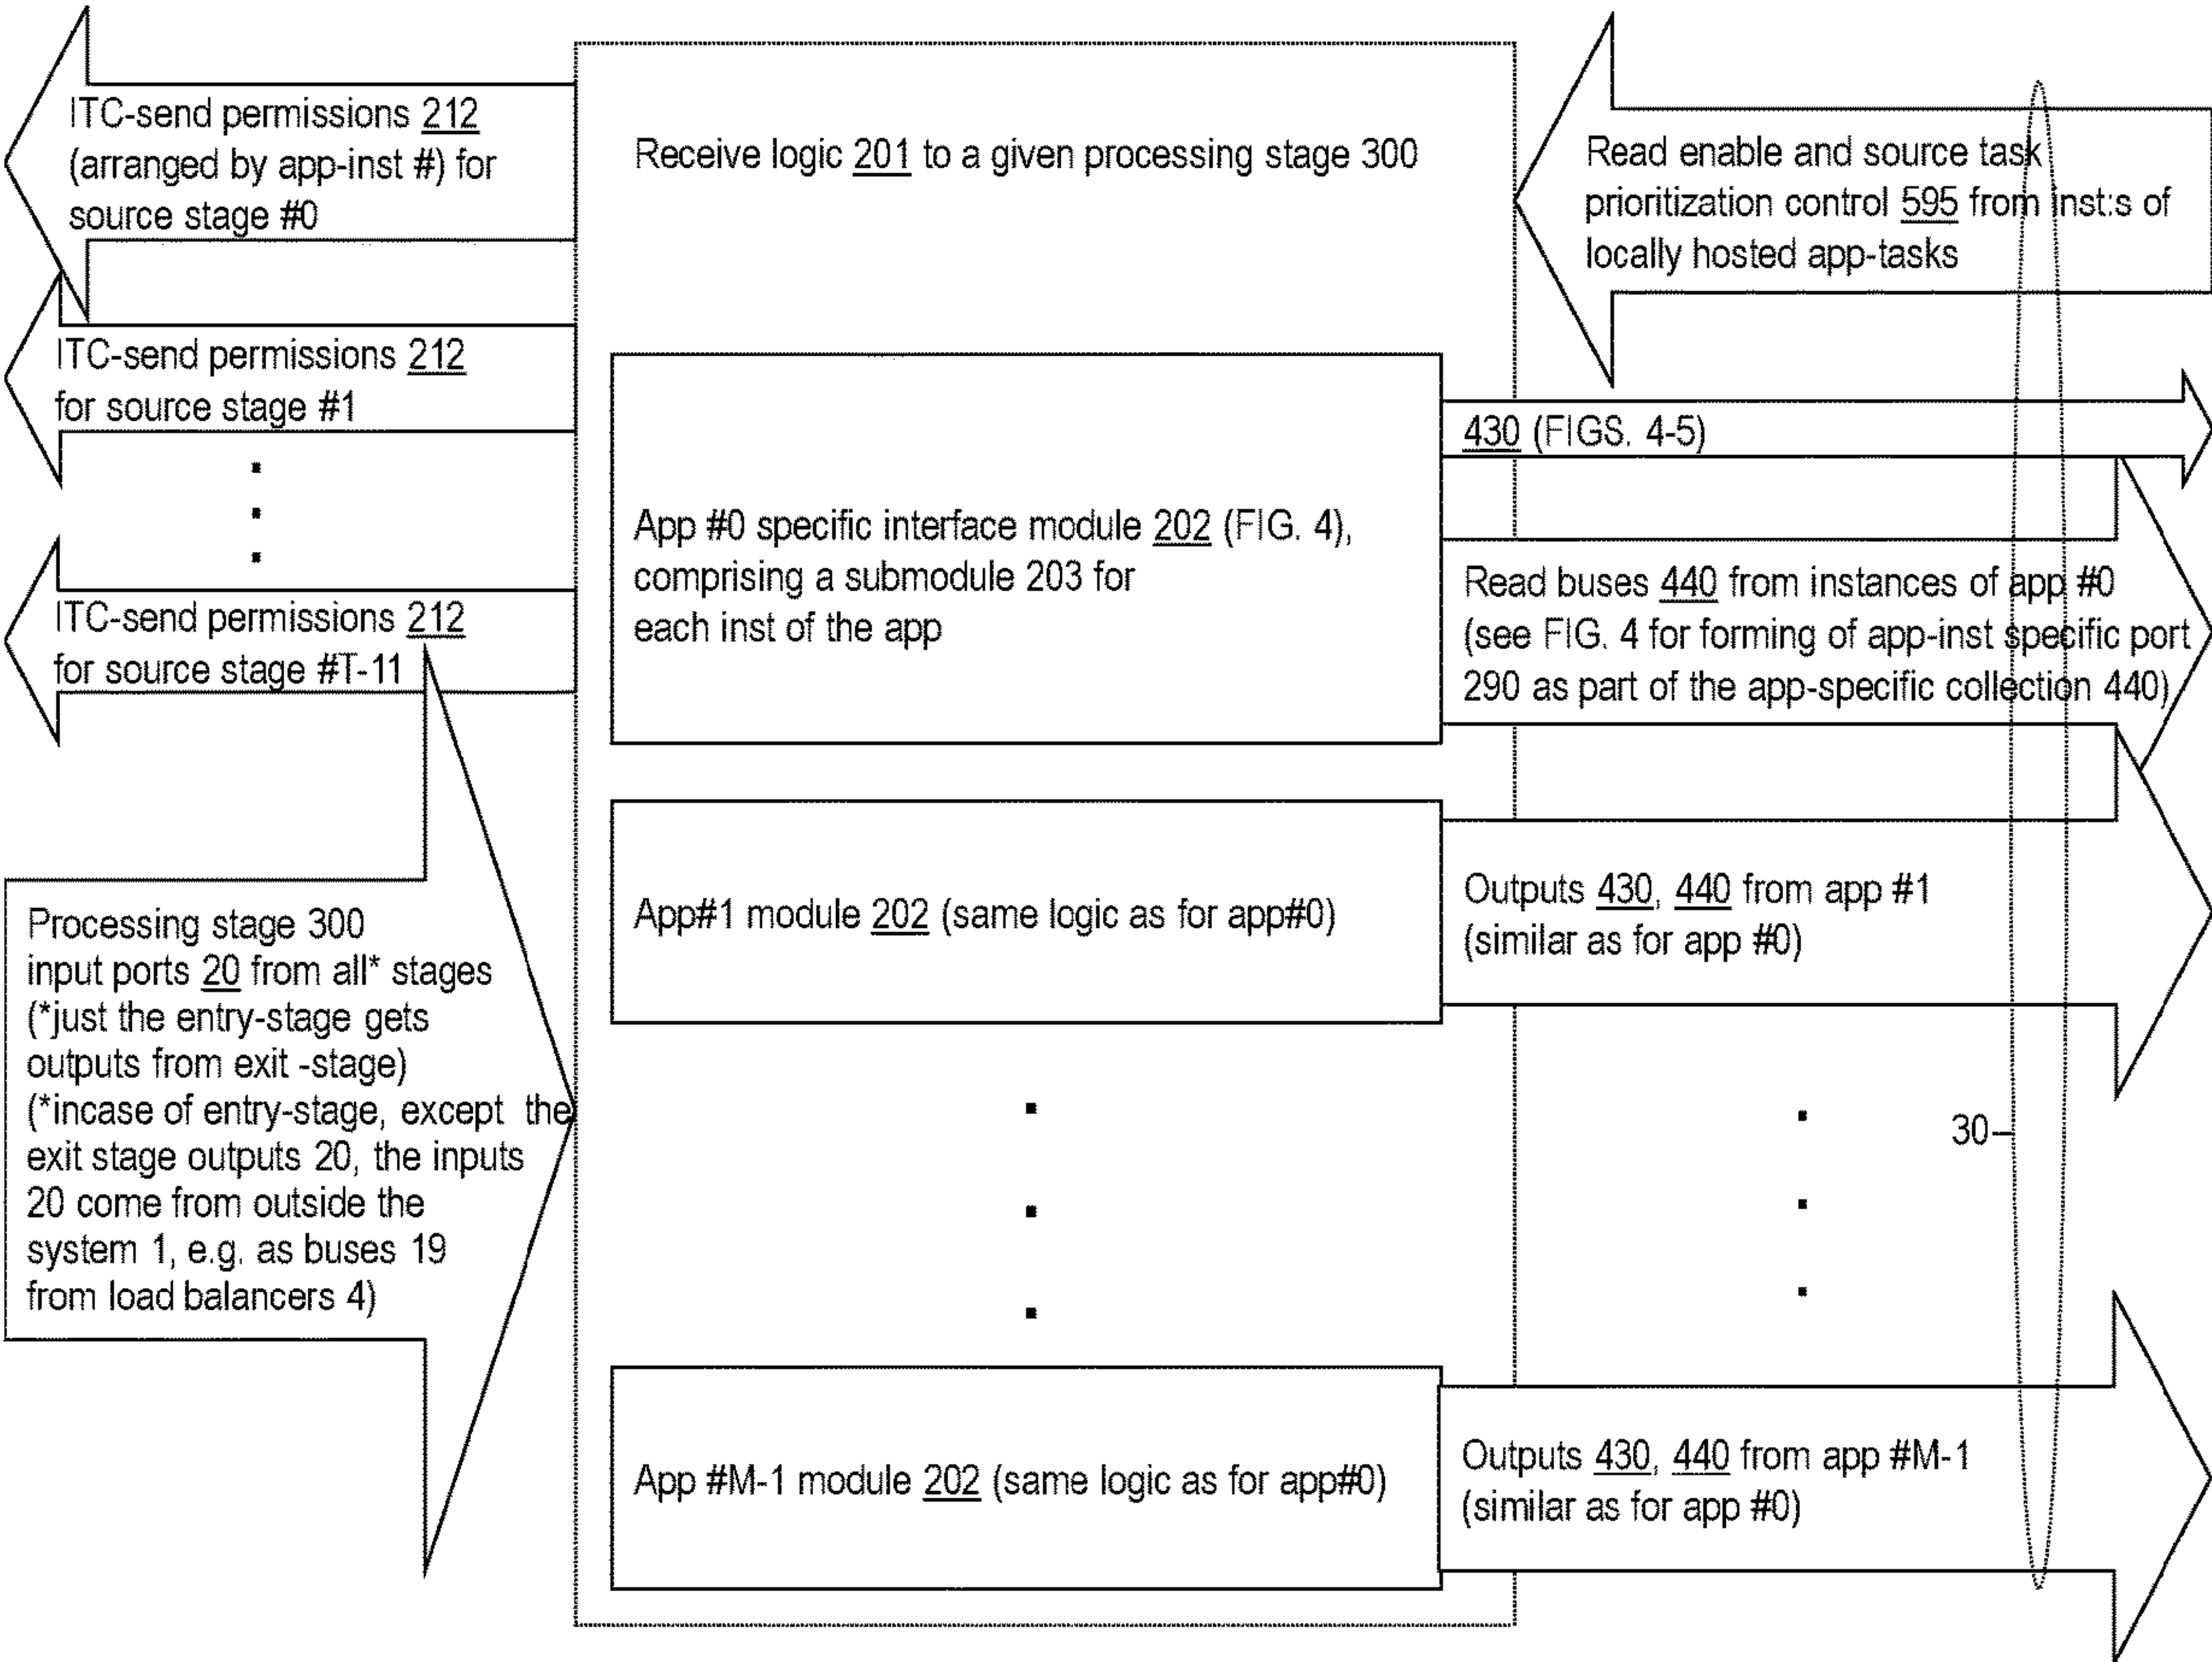 ITC-send permissions 212
(arranged by app-inst #) for
source stage #0
ITC-send permissions 212
for source stage #1
ITC-send permissions 212
for source stage #T-11
Processing stage 300
input ports 20 from all* stages
(*just the entry-stage gets
outputs from exit -stage)
(*incase of entry-stage, except the
exit stage outputs 20, the inputs
20 come from outside the
system 1, e.g. as buses 19
from load balancers 4)
Receive logic 201 to a given processing stage 300
App #0 specific interface module 202 (FIG. 4),
comprising a submodule 203 for
each inst of the app
App#1 module 202 (same logic as for app#0)
App #M-1 module 202 (same logic as for app#0)
Read enable and source task
prioritization control 595 from inst:s of
locally hosted app-tasks
430 (FIGS. 4-5)
Read buses 440 from instances of app #0
(see FIG. 4 for forming of app-inst specific port
290 as part of the app-specific collection 440)
Outputs 430, 440 from app #1
(similar as for app #0)
30
Outputs 430, 440 from app #M-1
(similar as for app #0)